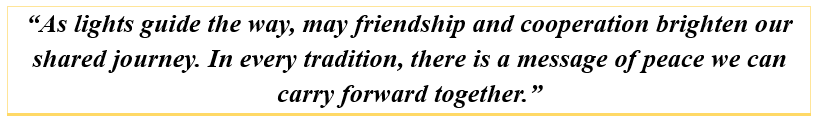 “As lights guide the way, may friendship and cooperation brighten our
shared journey. In every tradition, there is a message of peace we can
carry forward together.”